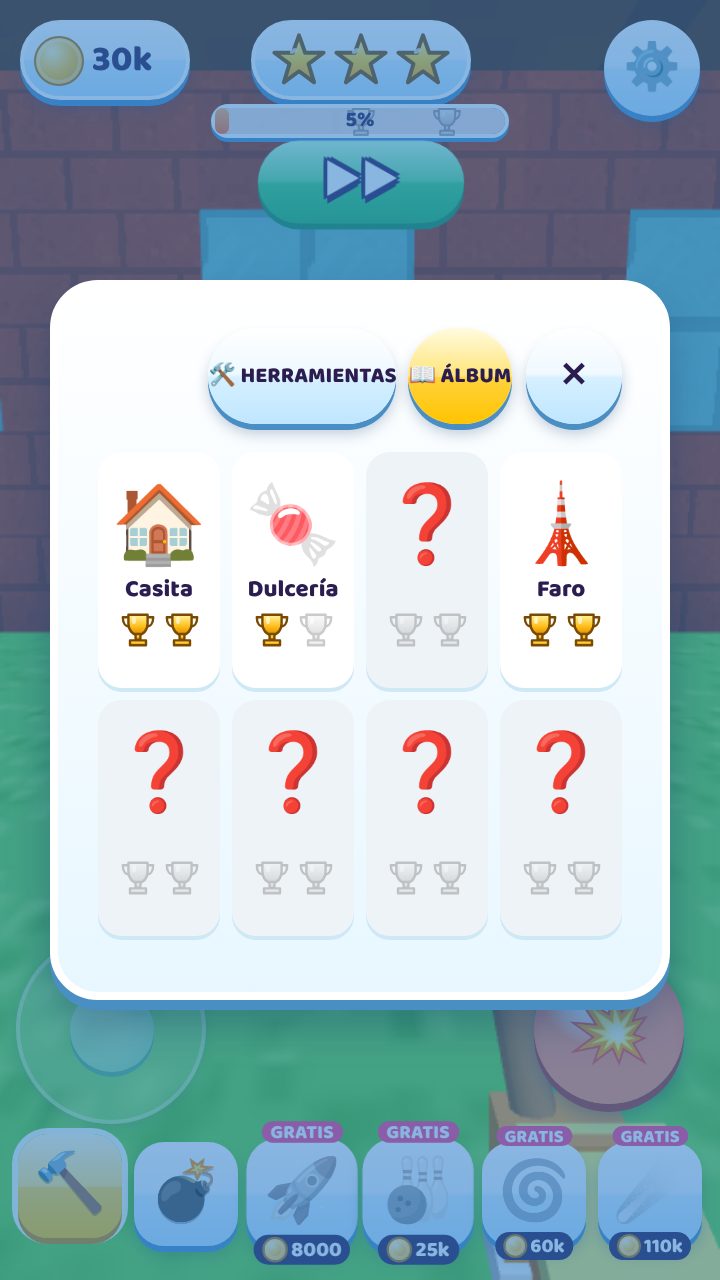 30k
5%
HERRAMIENTAS
ÁLBUM
Casita
Dulcería
Faro
GRATIS
GRATIS
GRATIS
GRATIS
8000
25k
60k
110k